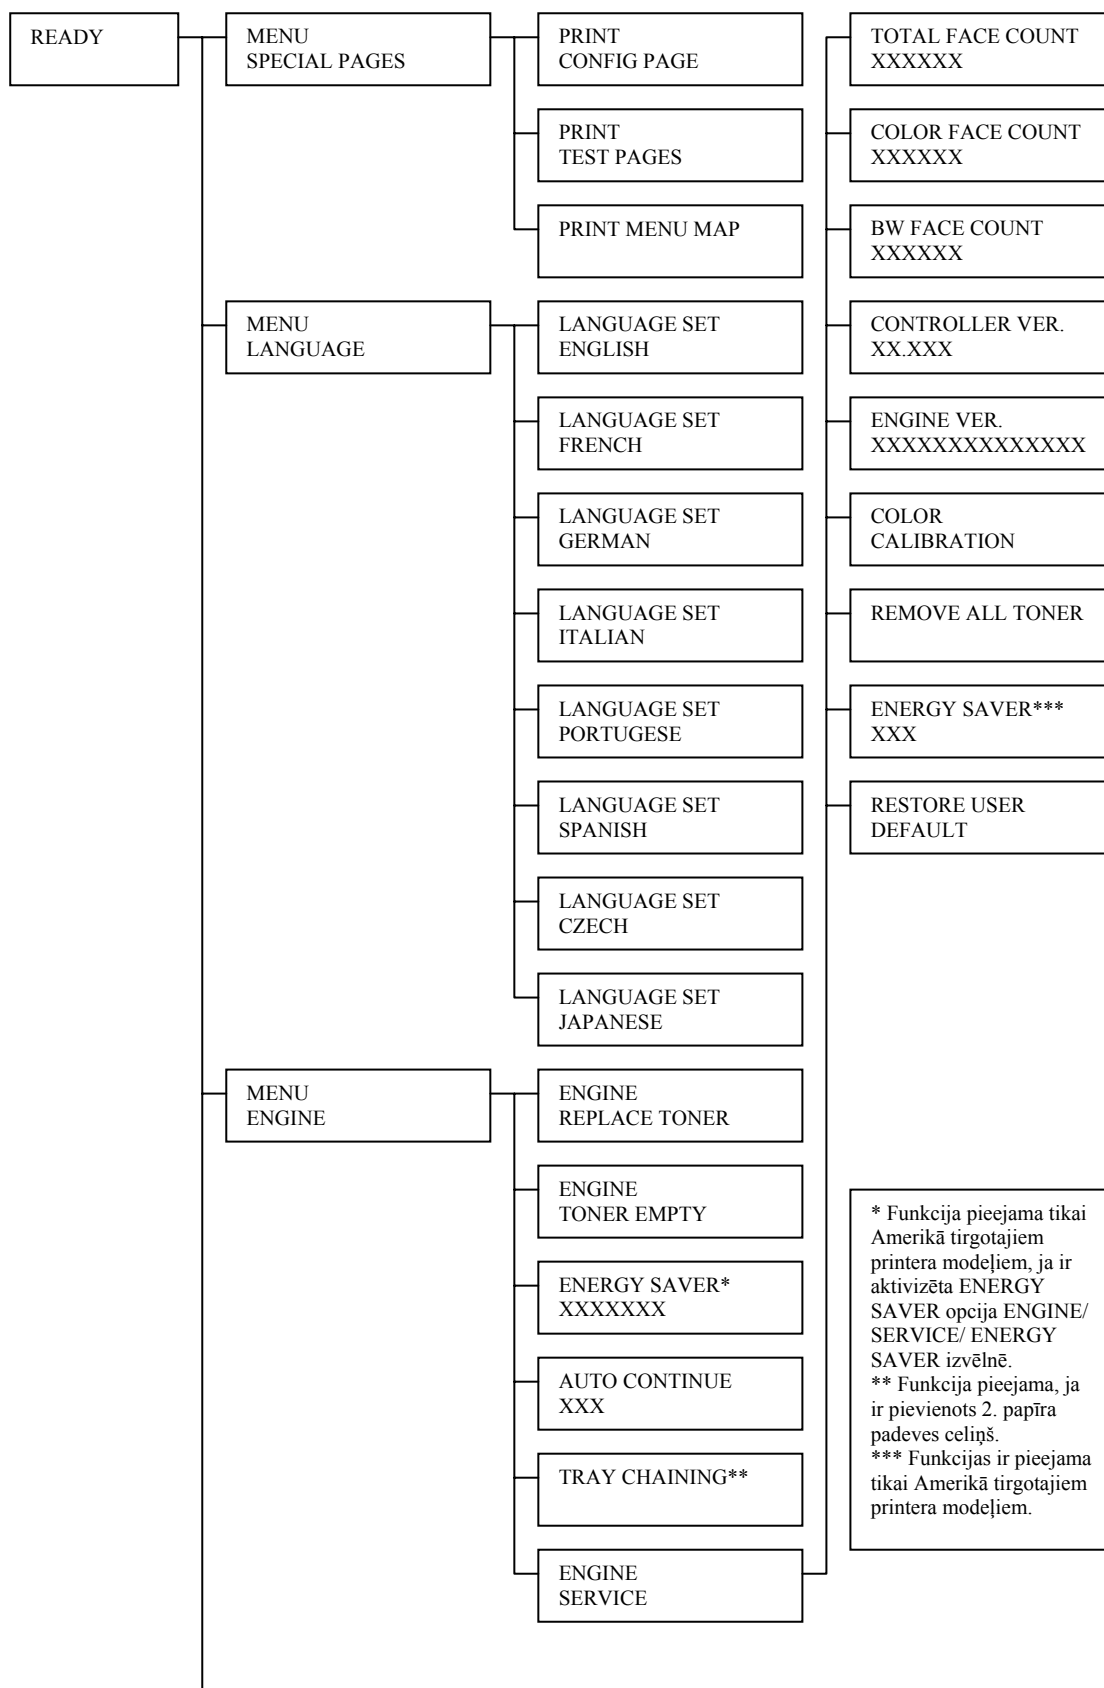 READY
MENU
SPECIAL PAGES
PRINT
CONFIG PAGE
PRINT
TEST PAGES
PRINT MENU MAP
MENU
LANGUAGE
LANGUAGE SET
ENGLISH
LANGUAGE SET
FRENCH
LANGUAGE SET
GERMAN
LANGUAGE SET
ITALIAN
LANGUAGE SET
PORTUGESE
LANGUAGE SET
SPANISH
LANGUAGE SET
CZECH
LANGUAGE SET
JAPANESE
MENU
ENGINE
ENGINE
REPLACE TONER
ENGINE
TONER EMPTY
ENERGY SAVER*
XXXXXXX
AUTO CONTINUE
XXX
TRAY CHAINING**
ENGINE
SERVICE
TOTAL FACE COUNT
XXXXXX
COLOR FACE COUNT
XXXXXX
BW FACE COUNT
XXXXXX
CONTROLLER VER.
XX.XXX
ENGINE VER.
XXXXXXXXXXXXXX
COLOR
CALIBRATION
REMOVE ALL TONER
ENERGY SAVER***
XXX
RESTORE USER
DEFAULT
* Funkcija pieejama tikai
Amerikā tirgotajiem
printera modeļiem, ja ir
aktivizēta ENERGY
SAVER opcija ENGINE/
SERVICE/ ENERGY
SAVER izvēlnē.
** Funkcija pieejama, ja
ir pievienots 2. papīra
padeves celiņš.
*** Funkcijas ir pieejama
tikai Amerikā tirgotajiem
printera modeļiem.